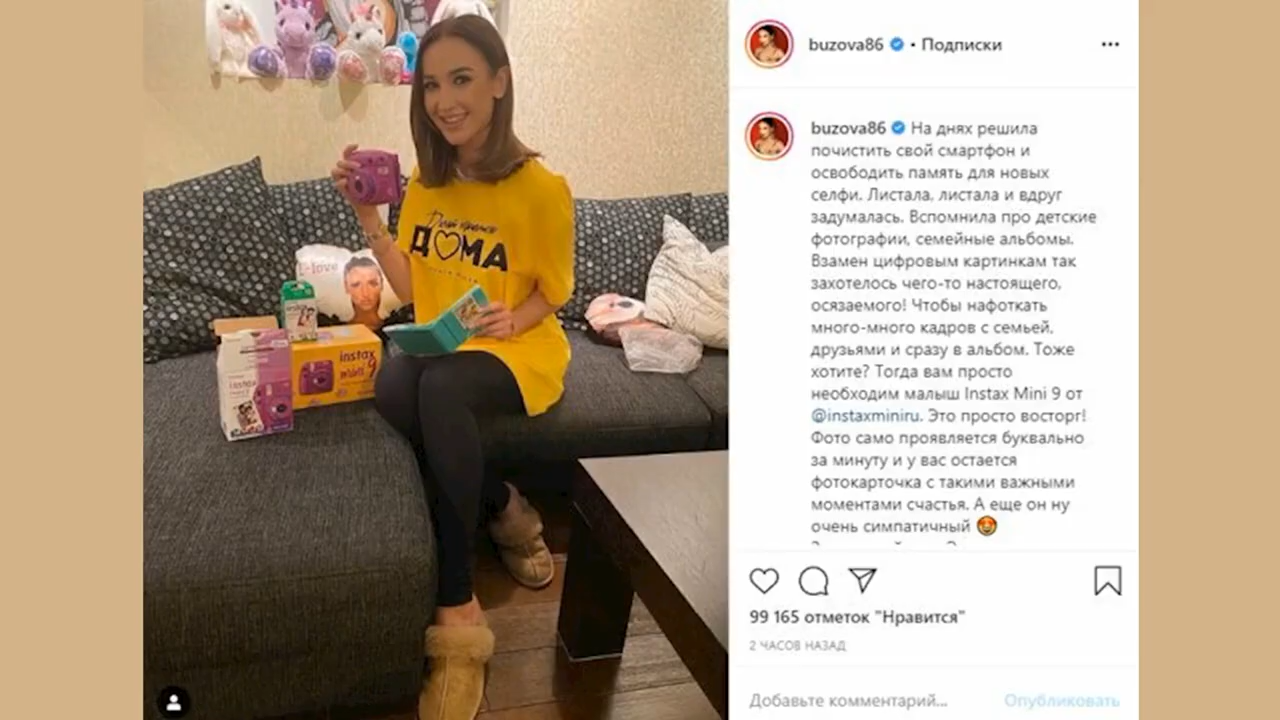 buzova86 • Подписки
buzova86 На днях решила
почистить свой смартфон и
освободить память для новых
селфи. Листала, листала и вдруг
задумалась. Вспомнила про детские
фотографии, семейные альбомы.
Взамен цифровым картинкам так
захотелось чего-то настоящего,
осязаемого! Чтобы нафоткать
много-много кадров с семьей,
друзьями и сразу в альбом. Тоже
хотите? Тогда вам просто
необходим малыш Instax Mini 9 от
@instaxminiru. Это просто восторг!
Фото само проявляется буквально
за минуту и у вас остается
фотокарточка с такими важными
моментами счастья. А еще он ну
очень симпатичный
99 165 отметок "Нравится"
2 ЧАСОВ НАЗАД
Добавьте комментарий...
Опубликовать
ДОМА
instax
mini 9